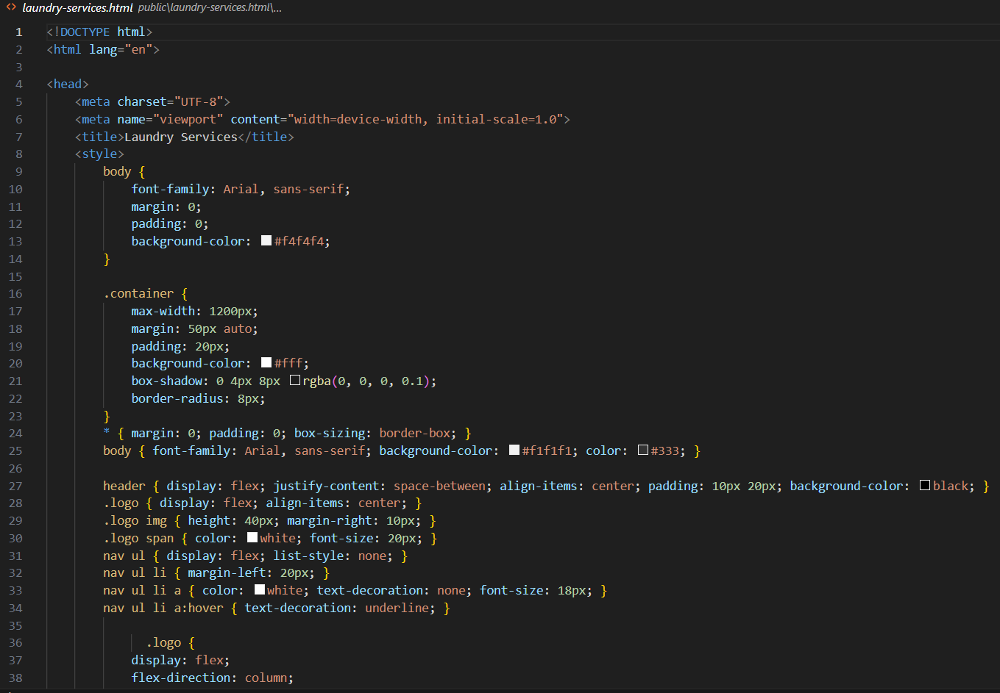 <> laundry-services.html public\laundry-services.html\...
1 <!DOCTYPE html>
2 <html lang="en">
3
4 <head>
5 <meta charset="UTF-8">
6 <meta name="viewport" content="width=device-width, initial-scale=1.0">
7 <title>Laundry Services</title>
8 <style>
9 body {
10 font-family: Arial, sans-serif;
11 margin: 0;
12 padding: 0;
13 background-color: #f4f4f4;
14 }
15
16 .container {
17 max-width: 1200px;
18 margin: 50px auto;
19 padding: 20px;
20 background-color: #fff;
21 box-shadow: 0 4px 8px rgba(0, 0, 0, 0.1);
22 border-radius: 8px;
23 }
24 * { margin: 0; padding: 0; box-sizing: border-box; }
25 body { font-family: Arial, sans-serif; background-color: #f1f1f1; color: #333; }
26
27 header { display: flex; justify-content: space-between; align-items: center; padding: 10px 20px; background-color: black; }
28 .logo { display: flex; align-items: center; }
29 .logo img { height: 40px; margin-right: 10px; }
30 .logo span { color: white; font-size: 20px; }
31 nav ul { display: flex; list-style: none; }
32 nav ul li { margin-left: 20px; }
33 nav ul li a { color: white; text-decoration: none; font-size: 18px; }
34 nav ul li a:hover { text-decoration: underline; }
35
36 .logo {
37 display: flex;
38 flex-direction: column;